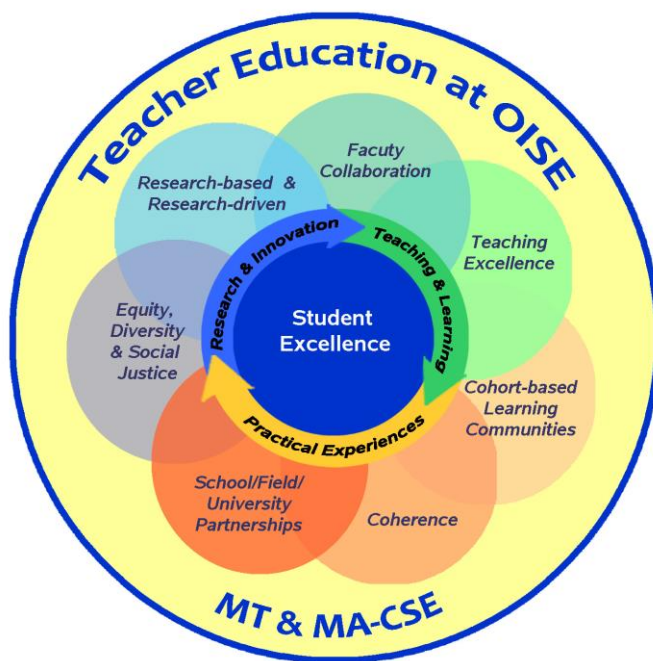 Teacher Education at OISE
Facuty
Collaboration
Research-based &
Research-driven
Teaching
Excellence
Research & Innovation
Teaching & Learning
Equity,
Diversity
& Social
Justice
Student
Excellence
Cohort-based
Learning
Communities
Practical Experiences
School/Field/
University
Partnerships
Coherence
MT & MA-CSE